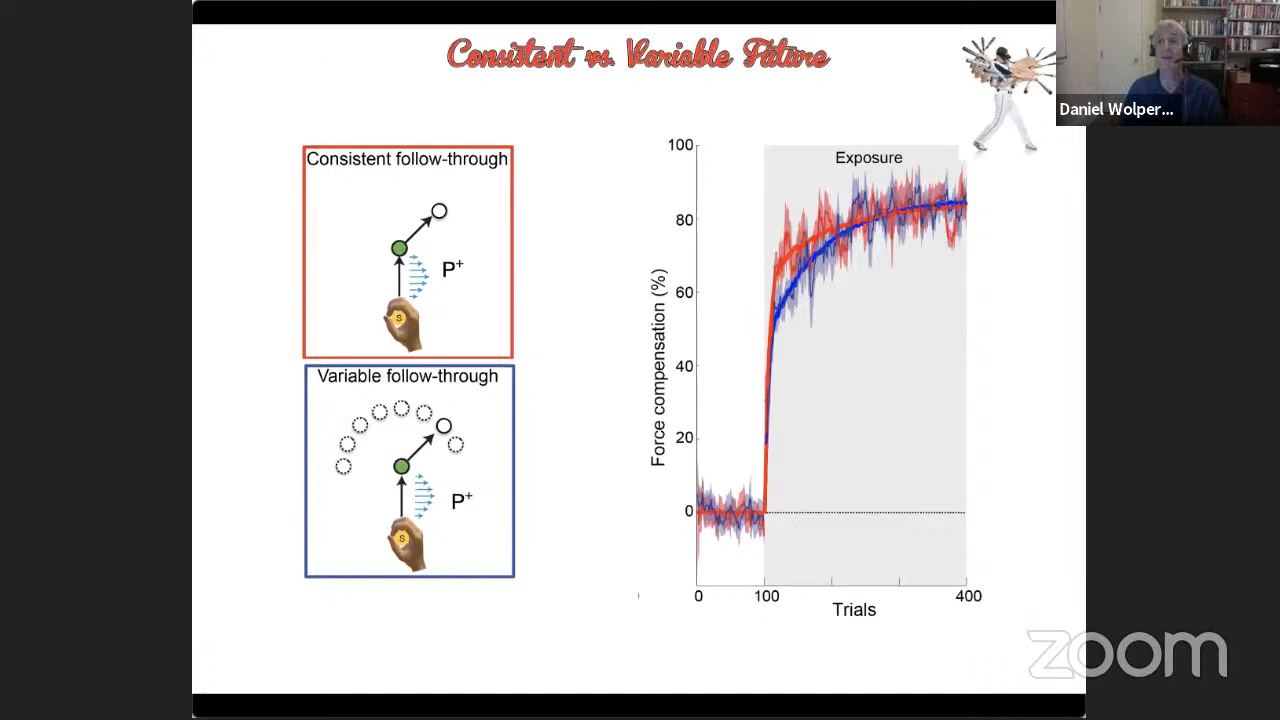 Consistent vs. Variable Future
Daniel Wolper...
Consistent follow-through
P+
S
Variable follow-through
P+
S
Exposure
Force compensation (%)
100
80
60
40
20
0
0
100
400
Trials
zoom